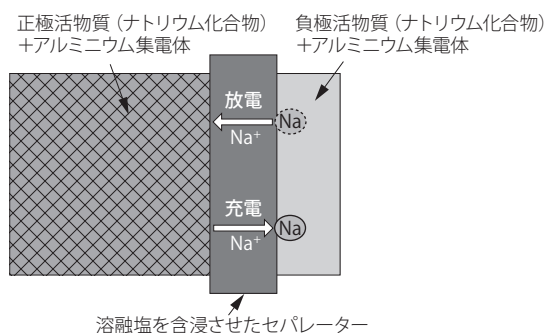 正極活物質（ナトリウム化合物）
＋アルミニウム集電体
負極活物質（ナトリウム化合物）
＋アルミニウム集電体
放電
Na
Na⁺
充電
Na
Na⁺
溶融塩を含浸させたセパレーター